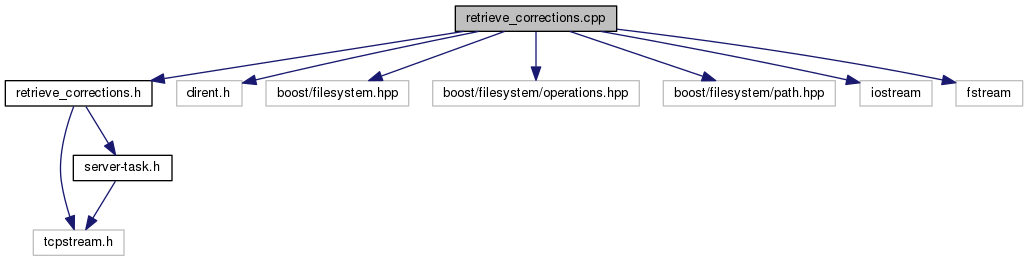 retrieve_corrections.cpp
retrieve_corrections.h
dirent.h
boost/filesystem.hpp
boost/filesystem/operations.hpp
boost/filesystem/path.hpp
iostream
fstream
server-task.h
tcpstream.h